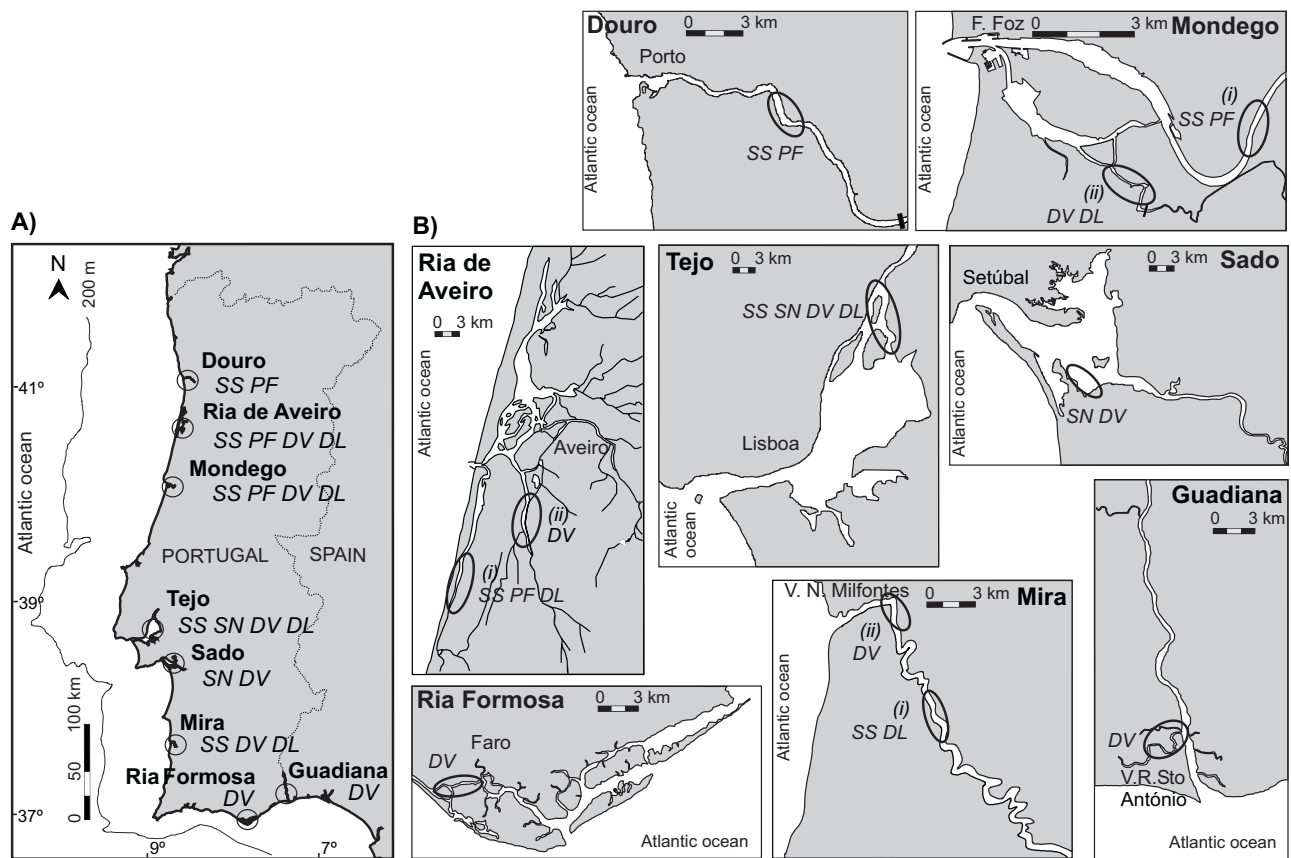 Douro
0 3 km
Porto
Atlantic ocean
SS PF
F. Foz
0 3 km
Mondego
Atlantic ocean
(i)
SS PF
(ii)
DV DL
A)
N
200 m
Atlantic ocean
41º
39º
37º
9º
7º
Douro
SS PF
Ria de Aveiro
SS PF DV DL
Mondego
SS PF DV DL
PORTUGAL
SPAIN
Tejo
SS SN DV DL
Sado
SN DV
Mira
SS DV DL
Ria Formosa
DV
Guadiana
DV
0 50 100 km
B)
Ria de
Aveiro
0 3 km
Atlantic ocean
Aveiro
(ii)
DV
(i)
SS PF DL
Tejo
0 3 km
SS SN DV DL
Lisboa
Atlantic
ocean
0 3 km
Sado
Setúbal
Atlantic ocean
SN DV
Guadiana
0 3 km
DV
V.R.Sto
António
Atlantic ocean
V. N. Milfontes
0 3 km
Mira
Atlantic ocean
(ii)
DV
(i)
SS DL
Ria Formosa
0 3 km
DV
Faro
Atlantic ocean